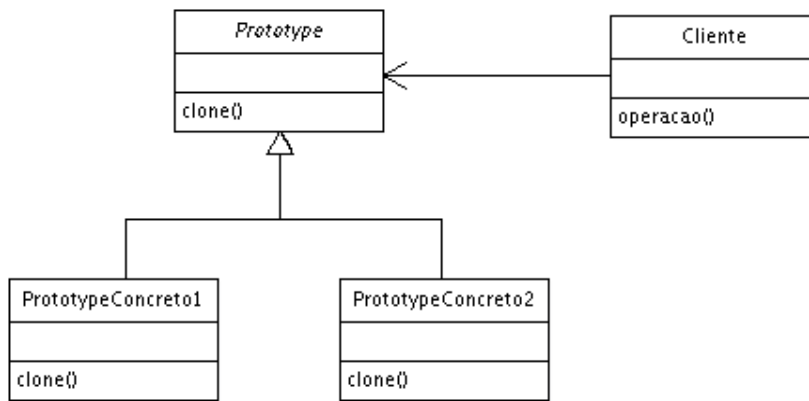 Prototype
Cliente
clone()
operacao()
PrototypeConcreto1
PrototypeConcreto2
clone()
clone()